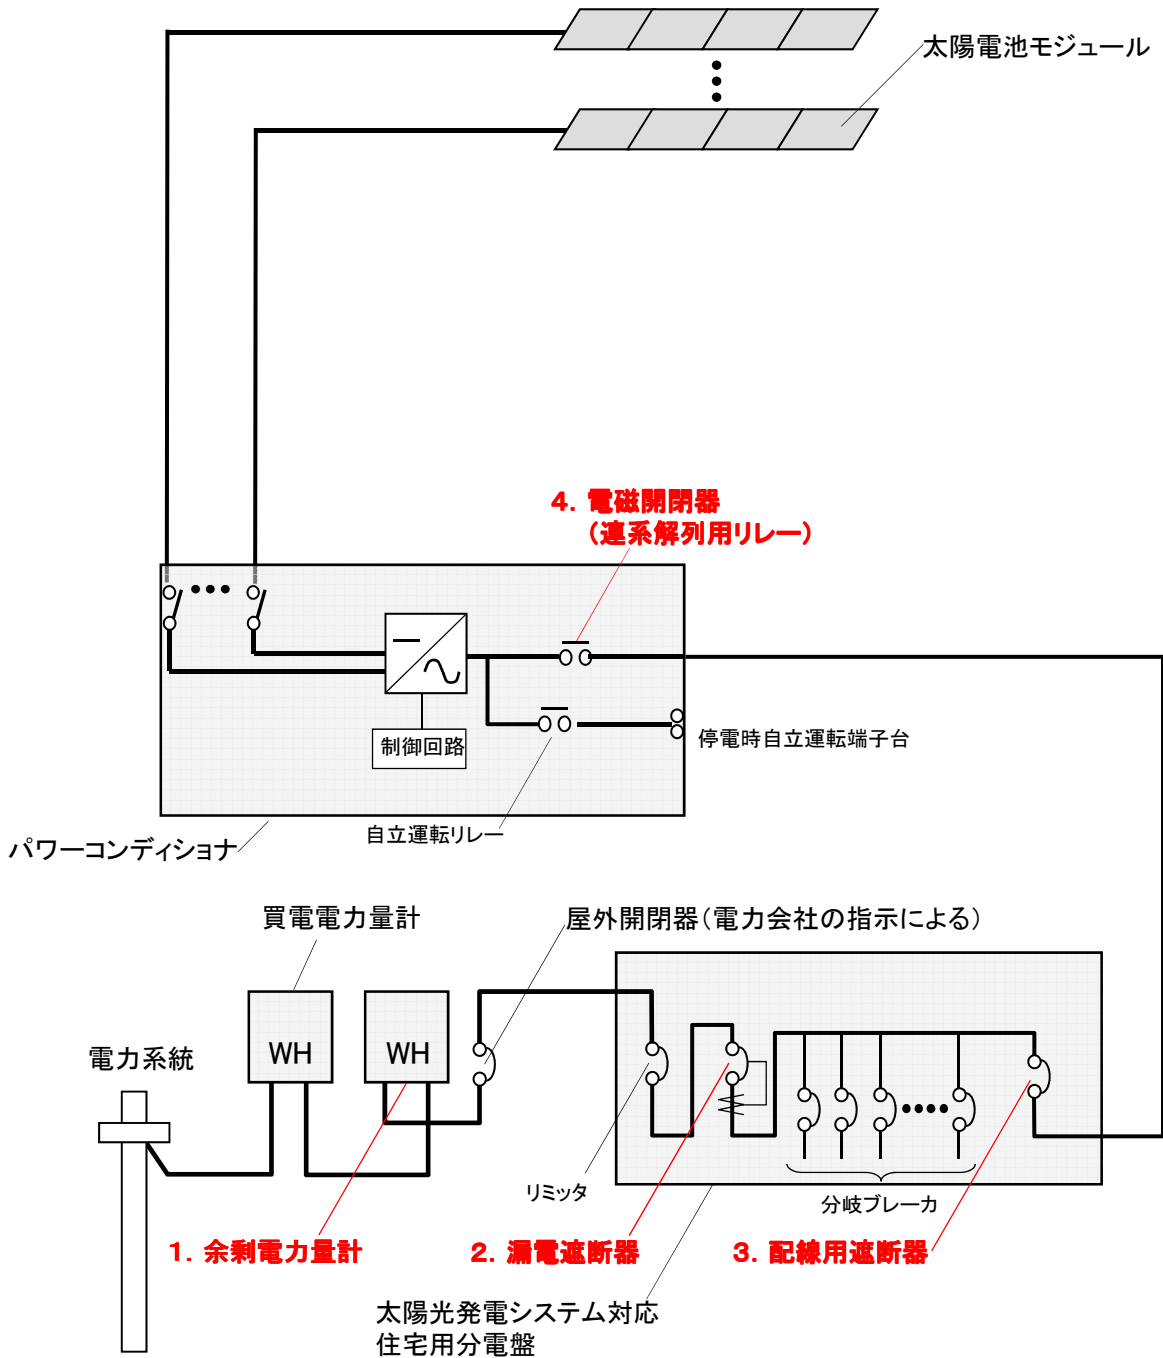 太陽電池モジュール
4. 電磁開閉器
(連系解列用リレー)
制御回路
停電時自立運転端子台
自立運転リレー
パワーコンディショナ
買電電力量計
屋外開閉器(電力会社の指示による)
WH
WH
電力系統
リミッタ
分岐ブレーカ
1. 余剰電力量計
2. 漏電遮断器
3. 配線用遮断器
太陽光発電システム対応
住宅用分電盤